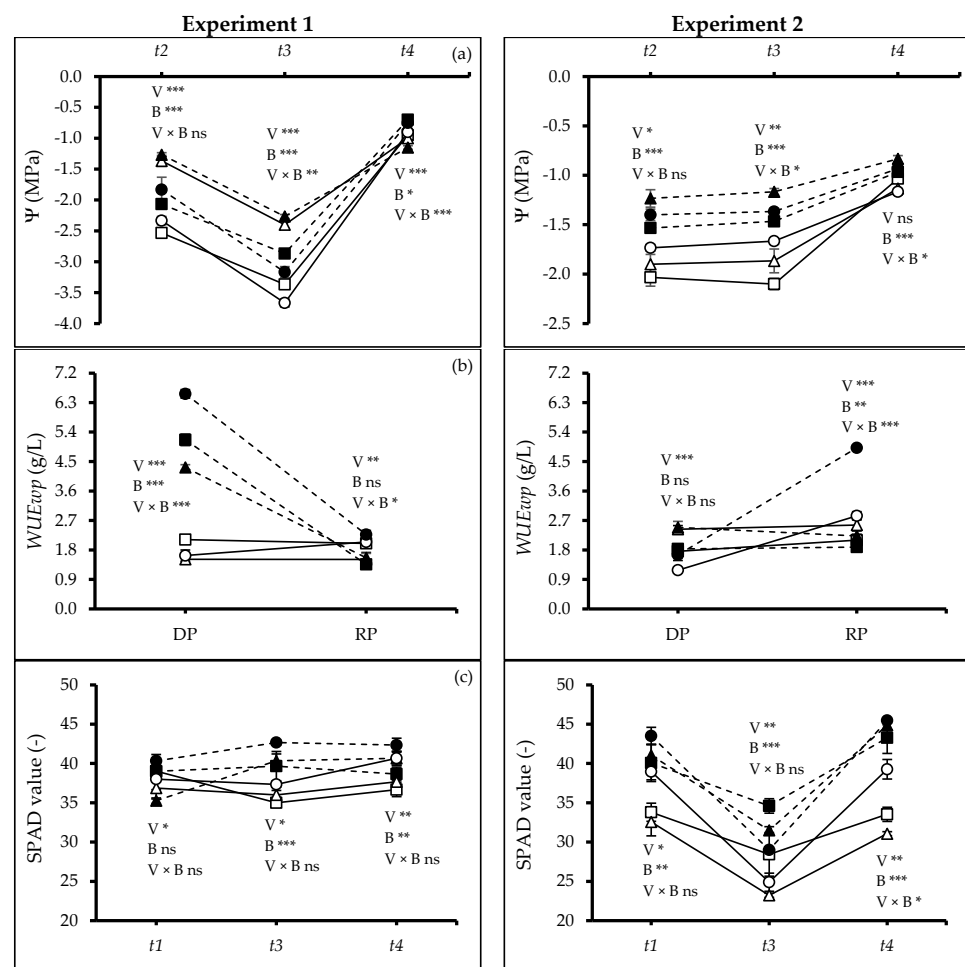 Experiment 1
Experiment 2
(a)
t2
t3
t4
0.0
-0.5
-1.0
-1.5
-2.0
-2.5
-3.0
-3.5
-4.0
Ψ (MPa)
V ***
B ***
V × B ns
V ***
B ***
V × B **
V ***
B *
V × B ***
t2
t3
t4
0.0
-0.5
-1.0
-1.5
-2.0
-2.5
Ψ (MPa)
V *
B ***
V × B ns
V **
B ***
V × B *
V ns
B ***
V × B *
(b)
7.2
6.3
5.4
4.5
3.6
2.7
1.8
0.9
0.0
WUEwp (g/L)
V ***
B ***
V × B ***
V **
B ns
V × B *
DP
RP
7.2
6.3
5.4
4.5
3.6
2.7
1.8
0.9
0.0
WUEwp (g/L)
V ***
B ns
V × B ns
V ***
B **
V × B ***
DP
RP
(c)
50
45
40
35
30
25
20
SPAD value (-)
V *
B ns
V × B ns
V *
B ***
V × B ns
V **
B **
V × B ns
t1
t3
t4
50
45
40
35
30
25
20
SPAD value (-)
V *
B **
V × B ns
V **
B ***
V × B ns
V **
B ***
V × B *
t1
t3
t4